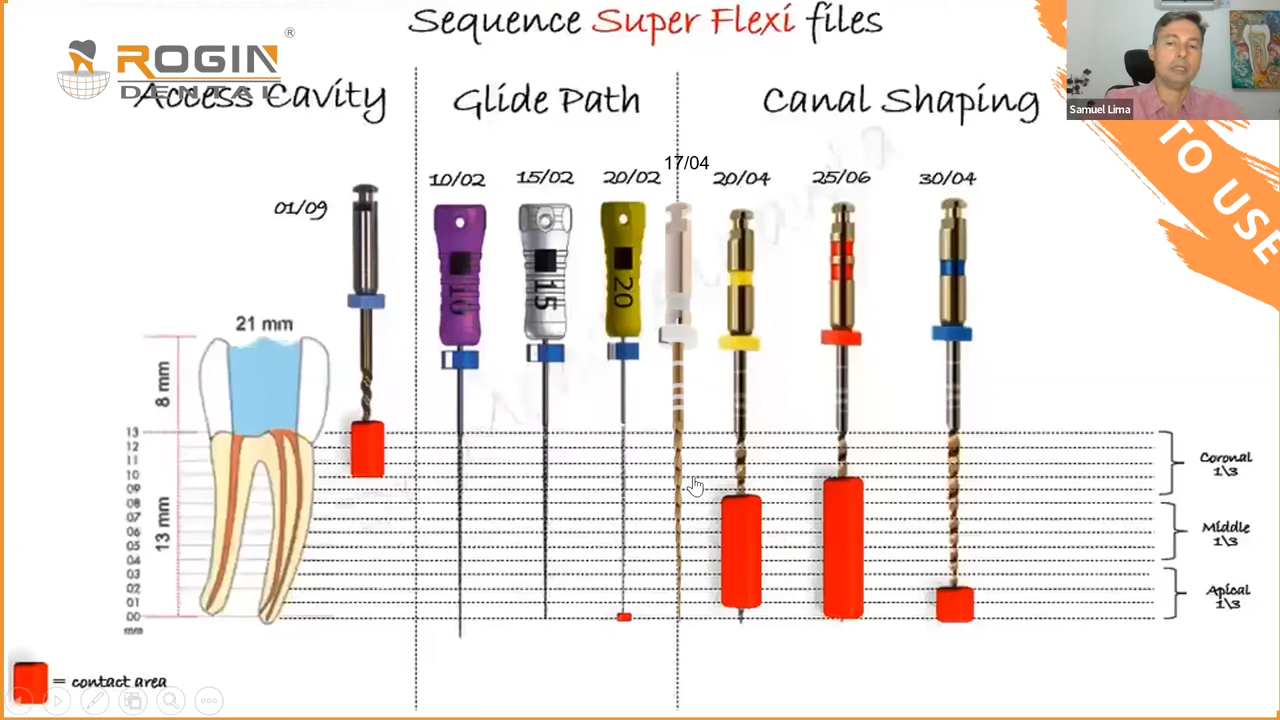 Sequence Super Flexi files
ROGIN®
DENTAL
Access Cavity
Glide Path
Canal Shaping
Samuel Lima
TO USE
17/04
01/09
10/02
15/02
20/02
20/04
25/06
30/04
10
15
20
21 mm
8 mm
13 mm
13
12
11
10
09
08
07
06
05
04
03
02
01
00
mm
Coronal
1\3
Middle
1\3
Apical
1\3
= contact area